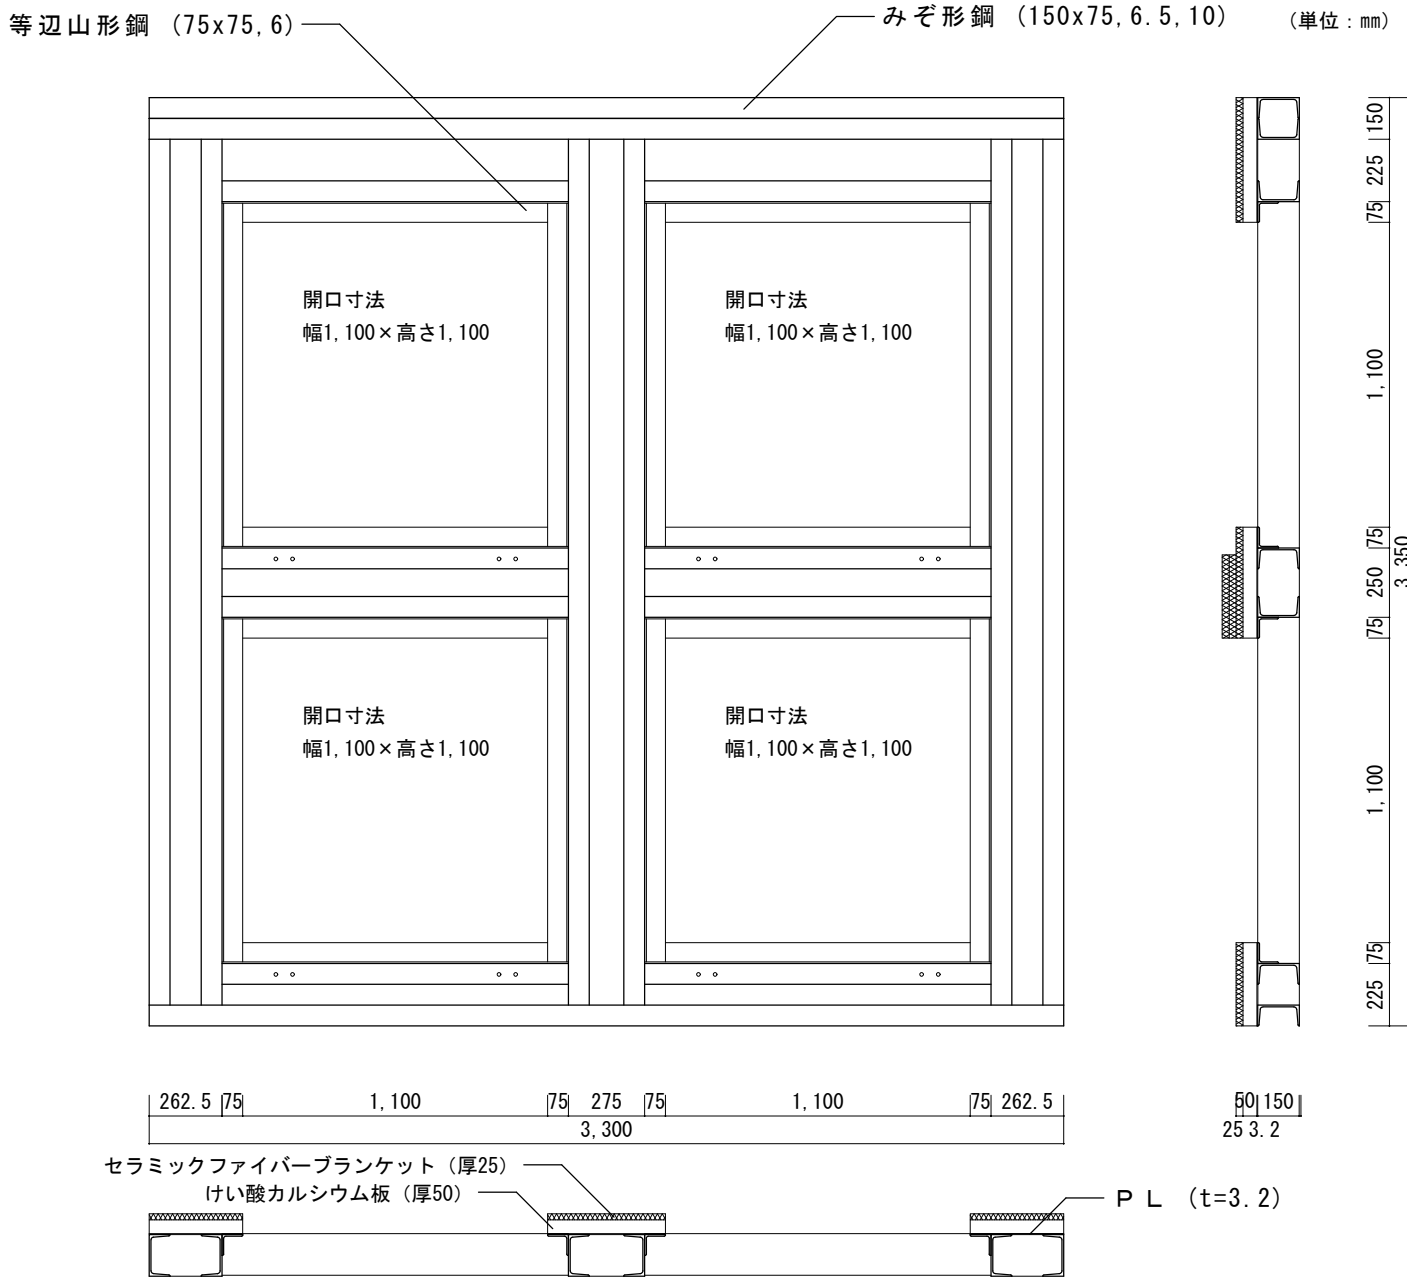 等辺山形鋼 (75x75, 6)
みぞ形鋼 (150x75, 6.5, 10)
(単位：㎜)
150
225
75
開口寸法
幅1,100×高さ1,100
開口寸法
幅1,100×高さ1,100
1,100
75
250
75
3,350
開口寸法
幅1,100×高さ1,100
開口寸法
幅1,100×高さ1,100
1,100
75
225
262.5 75 1,100 75 275 75 1,100 75 262.5
50 150
3,300
25 3.2
セラミックファイバーブランケット (厚25)
けい酸カルシウム板 (厚50)
ＰＬ (t=3.2)